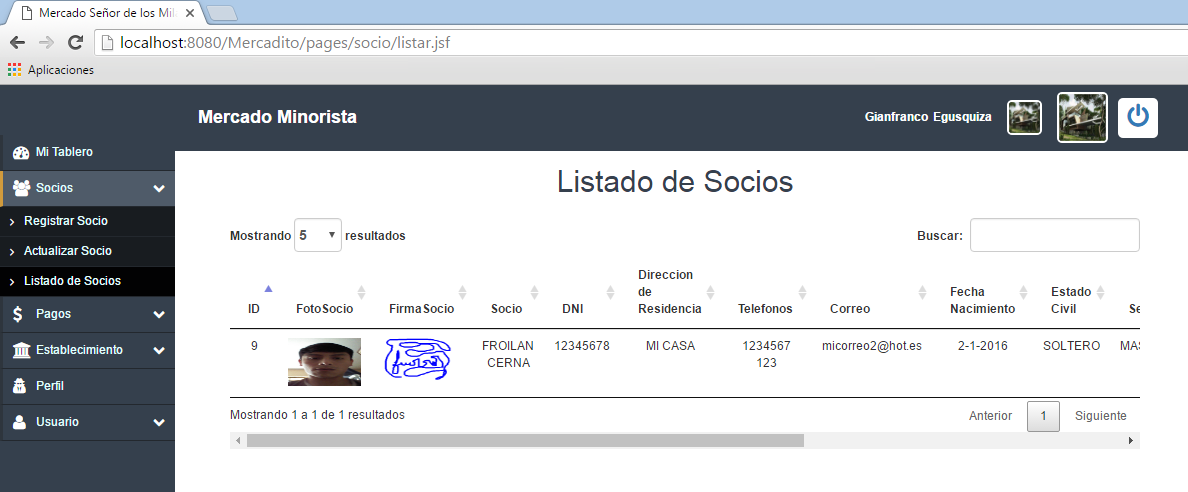 Mercado Señor de los Mil
localhost:8080/Mercadito/pages/socio/listar.jsf
Aplicaciones
Mercado Minorista
Gianfranco Egusquiza
Mi Tablero
Socios
Registrar Socio
Actualizar Socio
Listado de Socios
Pagos
Establecimiento
Perfil
Usuario
Listado de Socios
Mostrando 5 resultados
Buscar:
ID
FotoSocio
FirmaSocio
Socio
DNI
Direccion
de
Residencia
Telefonos
Correo
Fecha
Nacimiento
Estado
Civil
Se
9
FROILAN
CERNA
12345678
MI CASA
1234567
123
micorreo2@hot.es
2-1-2016
SOLTERO
MAS
Mostrando 1 a 1 de 1 resultados
Anterior 1 Siguiente